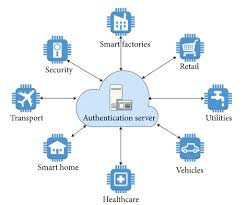 Smart factories
Security
Retail
Transport
Authentication server
Utilities
Smart home
Vehicles
Healthcare